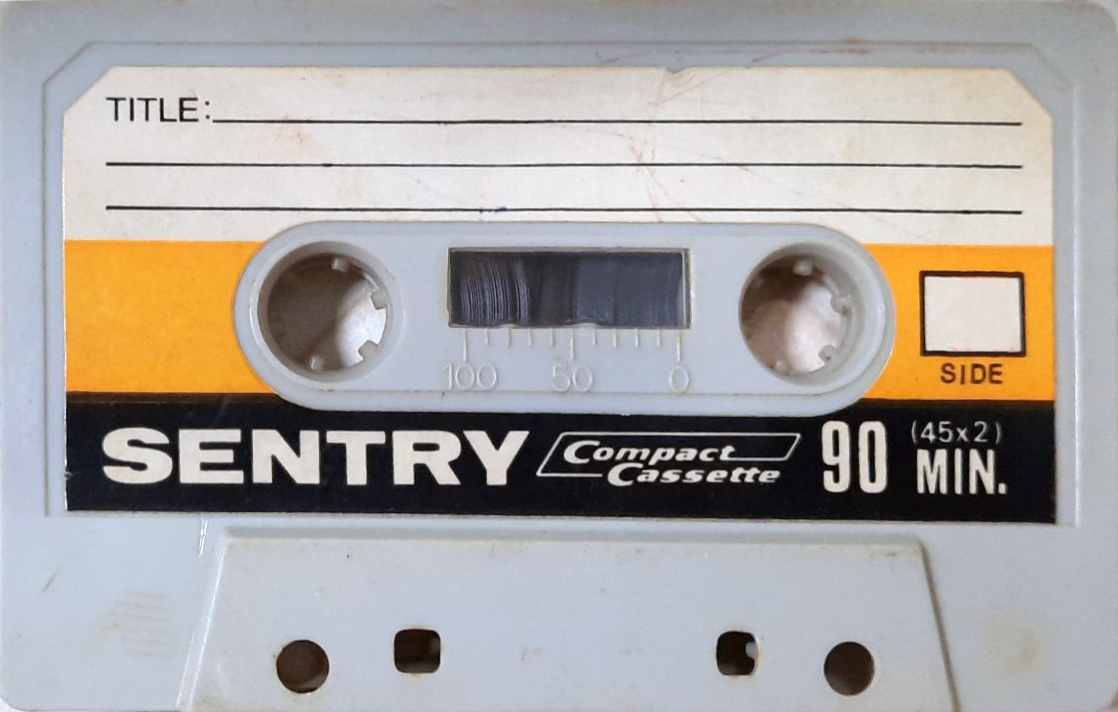 TITLE:
100 50 0
SIDE
SENTRY Compact Cassette 90 (45x2) MIN.